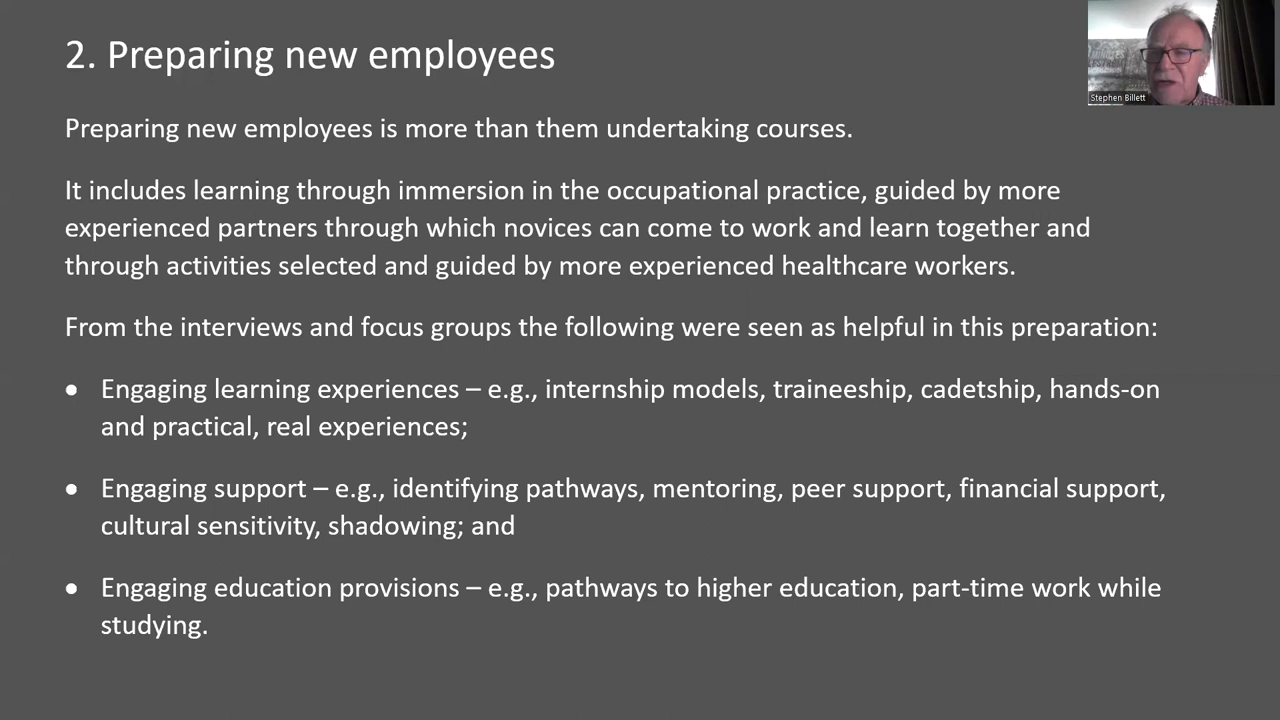 2. Preparing new employees
Stephen Billett
Preparing new employees is more than them undertaking courses.
It includes learning through immersion in the occupational practice, guided by more
experienced partners through which novices can come to work and learn together and
through activities selected and guided by more experienced healthcare workers.
From the interviews and focus groups the following were seen as helpful in this preparation:
• Engaging learning experiences – e.g., internship models, traineeship, cadetship, hands-on
and practical, real experiences;
• Engaging support – e.g., identifying pathways, mentoring, peer support, financial support,
cultural sensitivity, shadowing; and
• Engaging education provisions – e.g., pathways to higher education, part-time work while
studying.